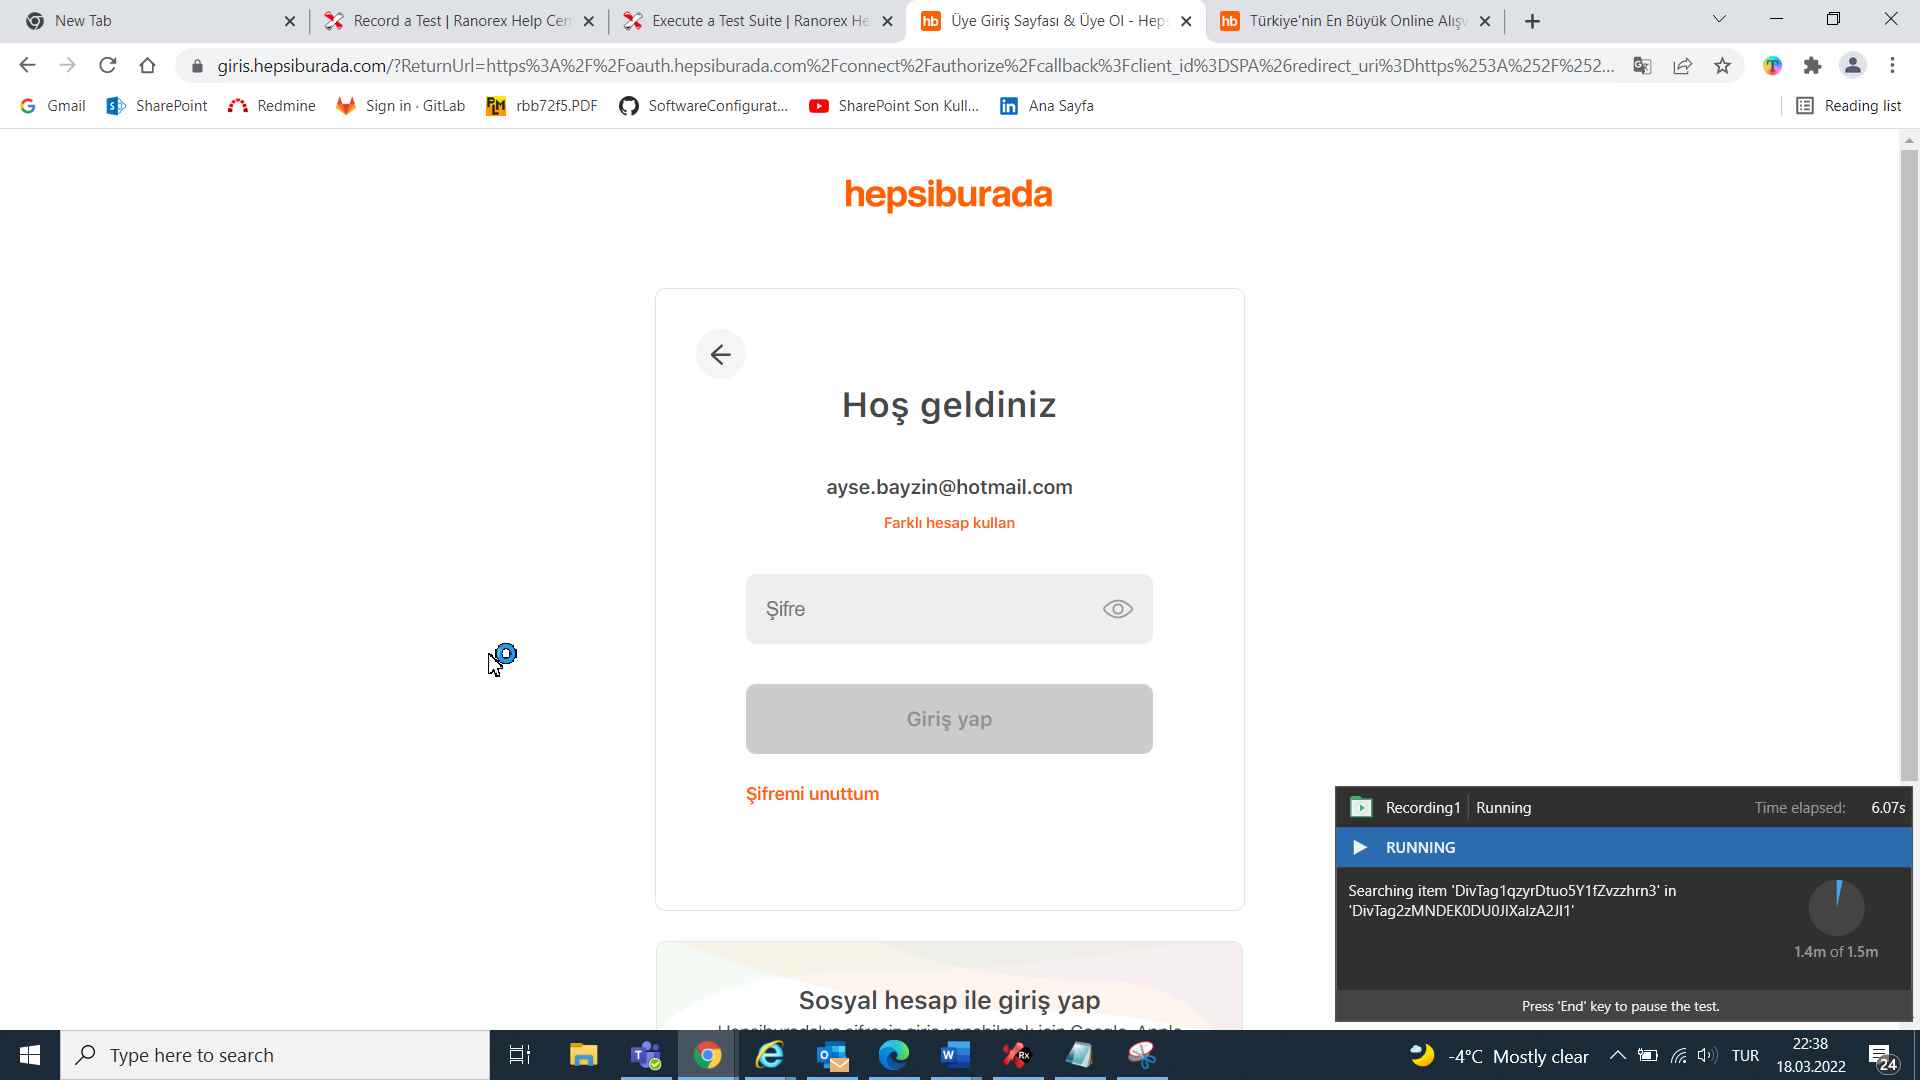 New Tab
Record a Test | Ranorex Help Cen
Execute a Test Suite | Ranorex He
hb Üye Giriş Sayfası & Üye Ol - Heps
hb Türkiye'nin En Büyük Online Alışv
giris.hepsiburada.com/?ReturnUrl=https%3A%2F%2Foauth.hepsiburada.com%2Fconnect%2Fauthorize%2Fcallback%3Fclient_id%3DSPA%26redirect_uri%3Dhttps%253A%252F%252...
Gmail
SharePoint
Redmine
Sign in · GitLab
rbb72f5.PDF
SoftwareConfigurat...
SharePoint Son Kull...
Ana Sayfa
Reading list
hepsiburada
Hoş geldiniz
ayse.bayzin@hotmail.com
Farklı hesap kullan
Şifre
Giriş yap
Şifremi unuttum
Sosyal hesap ile giriş yap
Recording1 Running Time elapsed: 6.07s
RUNNING
Searching item 'DivTag1qzyrDtuo5Y1fZvzzhrn3' in
1.4m of 1.5m
Press 'End' key to pause the test.
Type here to search
-4°C Mostly clear
TUR
22:38
18.03.2022
24